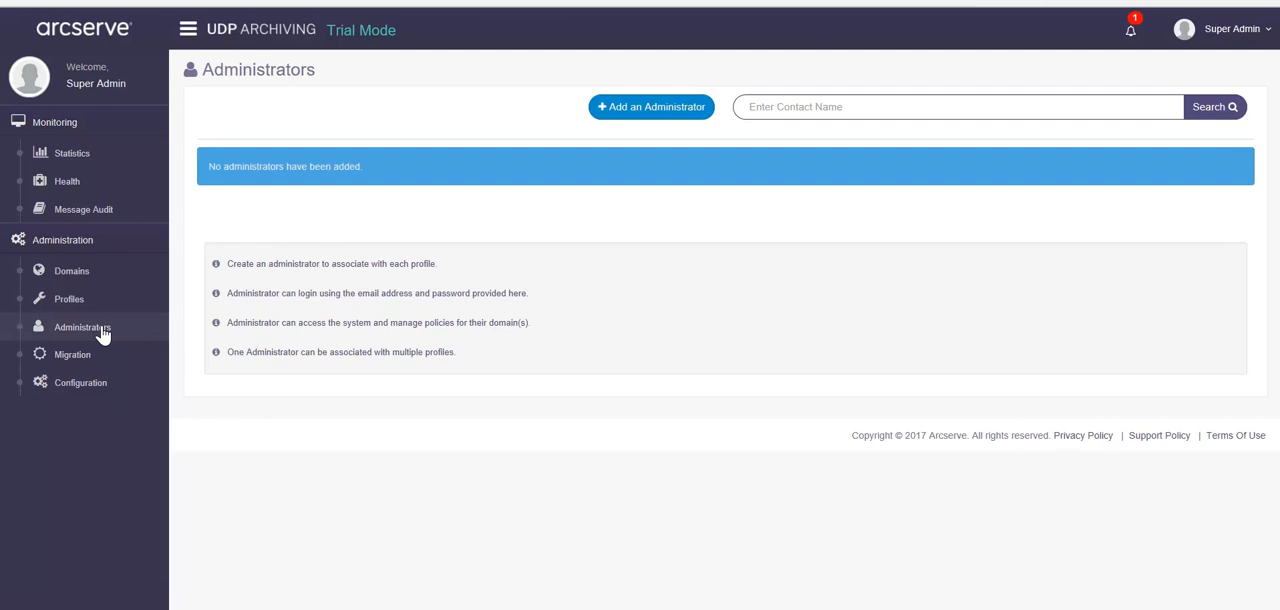 arcserve®
UDP ARCHIVING Trial Mode
1
Super Admin
Welcome,
Super Admin
Monitoring
Statistics
Health
Message Audit
Administration
Domains
Profiles
Administrators
Migration
Configuration
Administrators
+ Add an Administrator
Enter Contact Name
Search
No administrators have been added.
Create an administrator to associate with each profile.
Administrator can login using the email address and password provided here.
Administrator can access the system and manage policies for their domain(s).
One Administrator can be associated with multiple profiles.
Copyright © 2017 Arcserve. All rights reserved. Privacy Policy | Support Policy | Terms Of Use